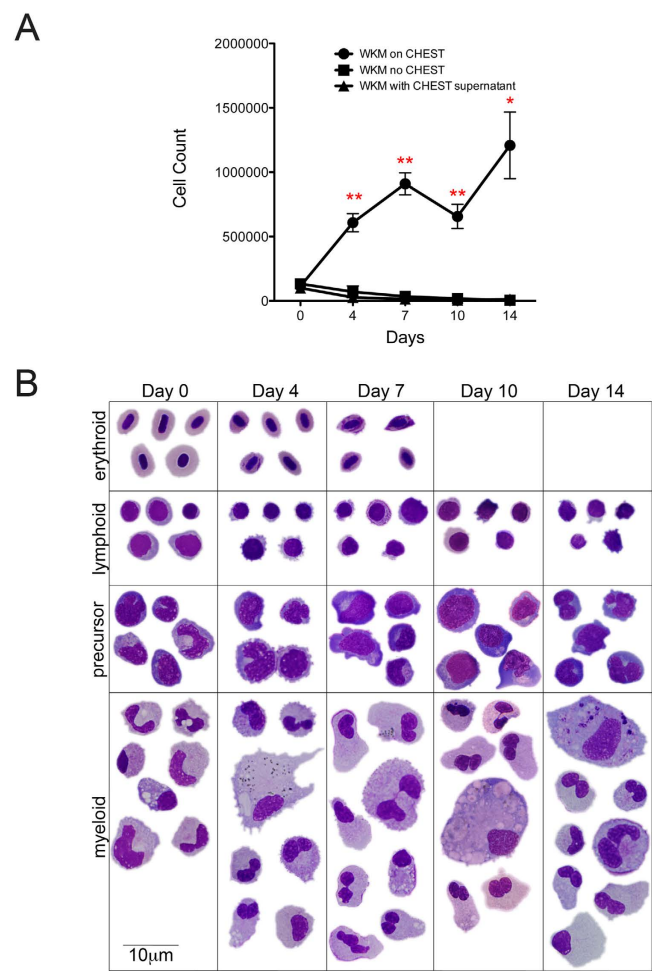 A
2000000
1500000
1000000
500000
0
Cell Count
WKM on CHEST
WKM no CHEST
WKM with CHEST supernatant
**
**
**
*
0 4 7 10 14
Days
B
Day 0 Day 4 Day 7 Day 10 Day 14
erythroid
lymphoid
precursor
myeloid
10μm